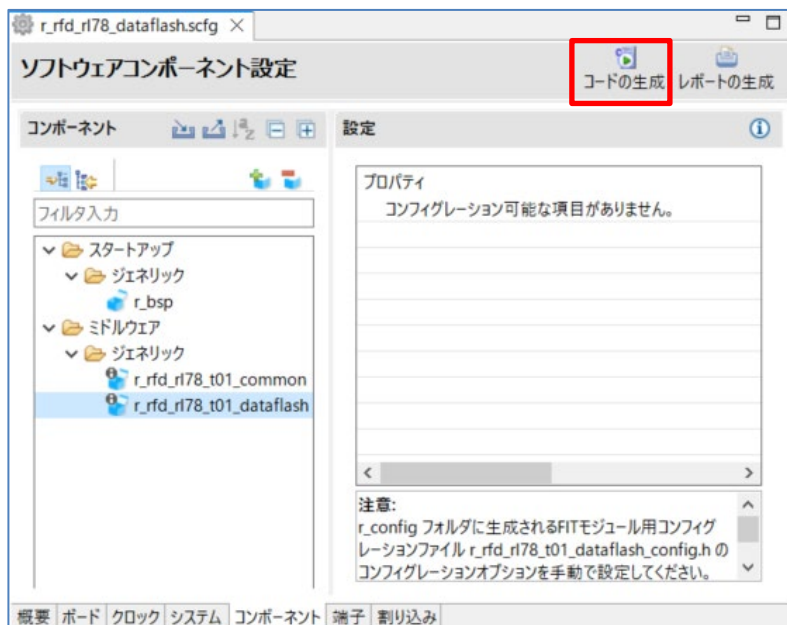 r_rfd_rl78_dataflash.scfg
ソフトウェアコンポーネント設定
コードの生成 レポートの生成
コンポーネント
設定
フィルタ入力
スタートアップ
ジェネリック
r_bsp
ミドルウェア
ジェネリック
r_rfd_rl78_t01_common
r_rfd_rl78_t01_dataflash
プロパティ
コンフィグレーション可能な項目がありません。
注意:
r_config フォルダに生成されるFITモジュール用コンフィグ
レーションファイル r_rfd_rl78_t01_dataflash_config.h の
コンフィグレーションオプションを手動で設定してください。
概要 ボード クロック システム コンポーネント 端子 割り込み